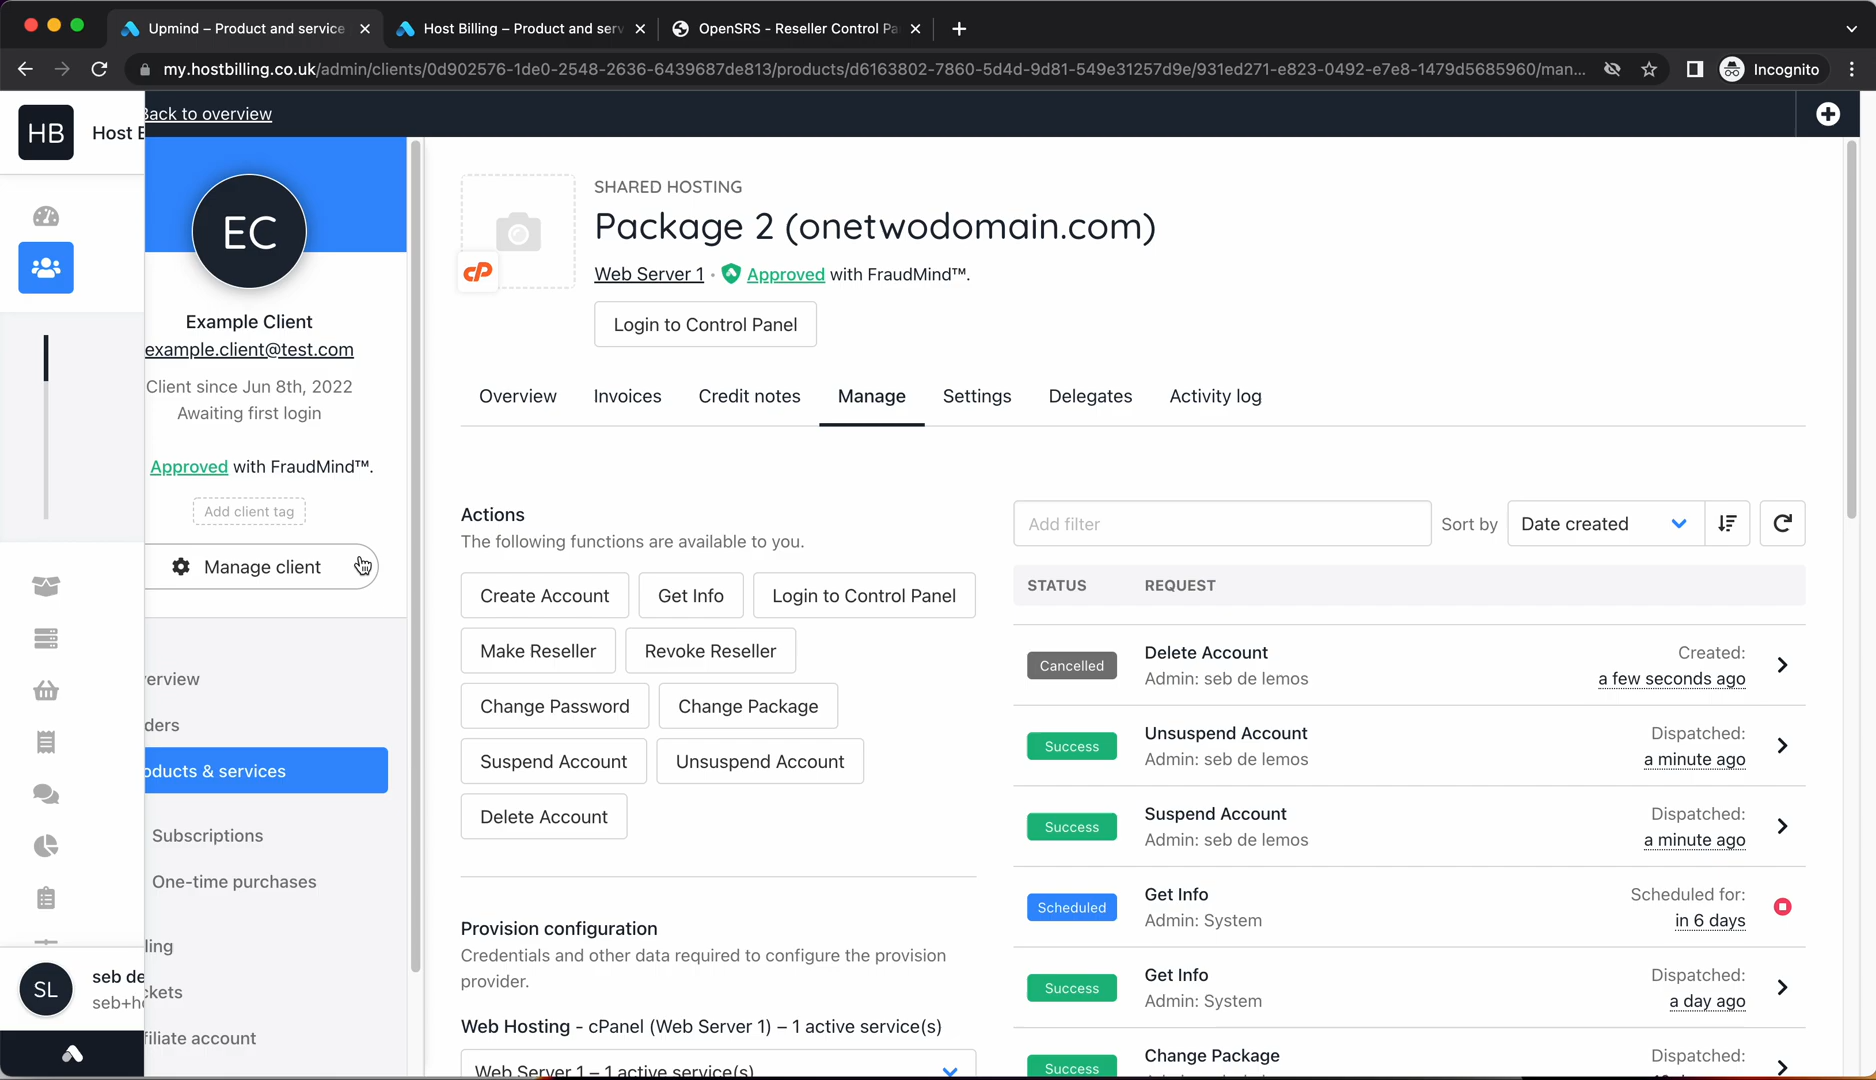 Upmind – Product and service
Host Billing – Product and serv
OpenSRS - Reseller Control Pa
my.hostbilling.co.uk/admin/clients/0d902576-1de0-2548-2636-6439687de813/products/d6163802-7860-5d4d-9d81-549e31257d9e/931ed271-e823-0492-e7e8-1479d5685960/man...
Incognito
HB
Host B
Back to overview
EC
Example Client
example.client@test.com
Client since Jun 8th, 2022
Awaiting first login
Approved with FraudMind™.
Add client tag
Manage client
verview
ders
oducts & services
Subscriptions
One-time purchases
lling
ckets
filiate account
SL
seb de
seb+h
SHARED HOSTING
Package 2 (onetwodomain.com)
cP
Web Server 1 · Approved with FraudMind™.
Login to Control Panel
Overview
Invoices
Credit notes
Manage
Settings
Delegates
Activity log
Actions
The following functions are available to you.
Create Account
Get Info
Login to Control Panel
Make Reseller
Revoke Reseller
Change Password
Change Package
Suspend Account
Unsuspend Account
Delete Account
Provision configuration
Credentials and other data required to configure the provision
provider.
Web Hosting - cPanel (Web Server 1) – 1 active service(s)
Web Server 1 – 1 active service(s)
Add filter
Sort by
Date created
STATUS
REQUEST
Cancelled
Delete Account
Admin: seb de lemos
Created:
a few seconds ago
Success
Unsuspend Account
Admin: seb de lemos
Dispatched:
a minute ago
Success
Suspend Account
Admin: seb de lemos
Dispatched:
a minute ago
Scheduled
Get Info
Admin: System
Scheduled for:
in 6 days
Success
Get Info
Admin: System
Dispatched:
a day ago
Success
Change Package
Dispatched: